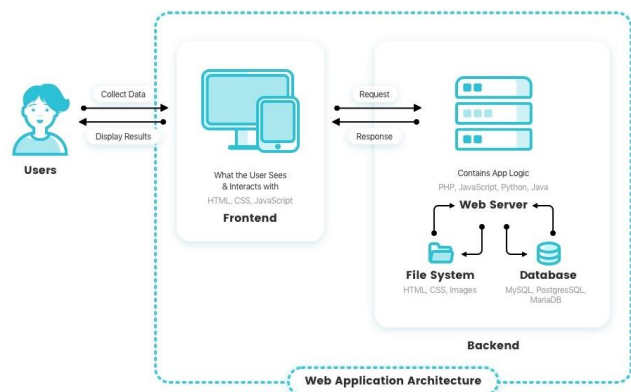 Collect Data
Display Results
Users
What the User Sees
& Interacts with
HTML, CSS, JavaScript
Frontend
Request
Response
Contains App Logic
PHP, JavaScript, Python, Java
Web Server
File System
HTML, CSS, Images
Database
MySQL, PostgresSQL,
MariaDB
Backend
Web Application Architecture